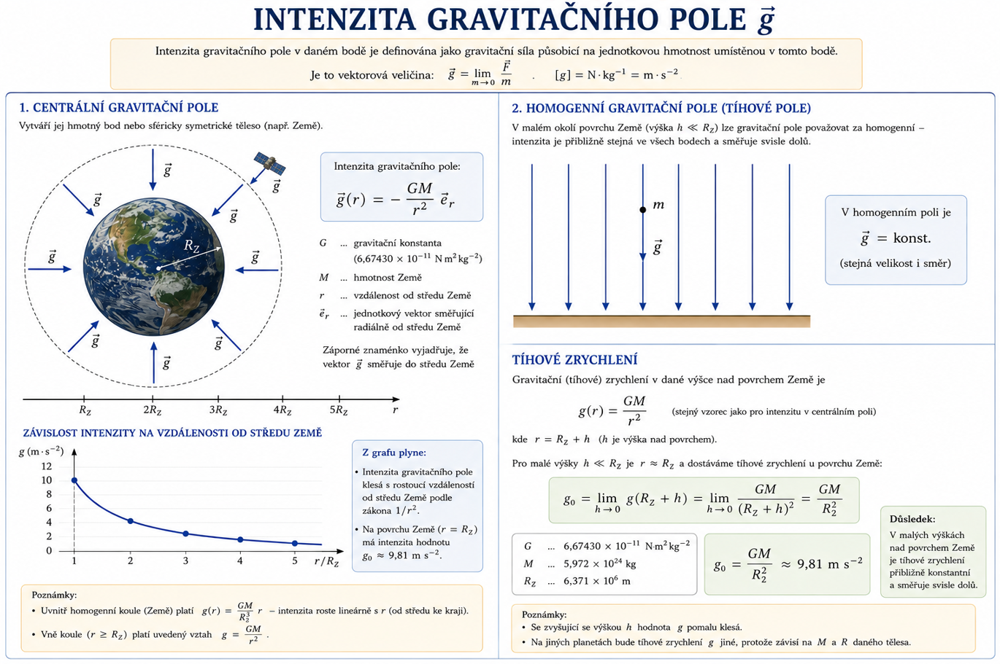 INTENZITA GRAVITAČNÍHO POLE g⃗
Intenzita gravitačního pole v daném bodě je definována jako gravitační síla působicí na jednotkovou hmotnost umístěnou v tomto bodě.
Je to vektorová veličina: g⃗ = lim m→0 F⃗/m . [g] = N·kg⁻¹ = m·s⁻²
1. CENTRÁLNÍ GRAVITAČNÍ POLE
Vytváří jej hmotný bod nebo sféricky symetrické těleso (např. Země).
g⃗
g⃗
g⃗
g⃗
g⃗
g⃗
g⃗
g⃗
g⃗
R_Z
Intenzita gravitačního pole:
g⃗(r) = − GM/r² e⃗_r
G ... gravitační konstanta
(6,67430 × 10⁻¹¹ N m² kg⁻²)
M ... hmotnost Země
r ... vzdálenost od středu Země
e⃗_r ... jednotkový vektor směřující
radiálně od středu Země
Záporné znaménko vyjadřuje, že
vektor g⃗ směřuje do středu Země
R_Z 2R_Z 3R_Z 4R_Z 5R_Z r
ZÁVISLOST INTENZITY NA VZDÁLENOSTI OD STŘEDU ZEMĚ
g (m·s⁻²)
12
10
8
6
4
2
0
1 2 3 4 5 r/R_Z
Z grafu plyne:
• Intenzita gravitačního pole
klesá s rostoucí vzdáleností
od středu Země podle
zákona 1/r².
• Na povrchu Země (r = R_Z)
má intenzita hodnotu
g₀ ≈ 9,81 m s⁻².
Poznámky:
• Uvnitř homogenní koule (Země) platí g(r) = GM/R₂³ r – intenzita roste lineárně s r (od středu ke kraji).
• Vně koule (r ≥ R_Z) platí uvedený vztah g = GM/r² .
2. HOMOGENNÍ GRAVITAČNÍ POLE (TÍHOVÉ POLE)
V malém okolí povrchu Země (výška h ≪ R_Z) lze gravitační pole považovat za homogenní –
intenzita je přibližně stejná ve všech bodech a směřuje svisle dolů.
m
g⃗
V homogenním poli je
g⃗ = konst.
(stejná velikost i směr)
TÍHOVÉ ZRYCHLENÍ
Gravitační (tíhové) zrychlení v dané výšce nad povrchem Země je
g(r) = GM/r² (stejný vzorec jako pro intenzitu v centrálním poli)
kde r = R_Z + h (h je výška nad povrchem).
Pro malé výšky h ≪ R_Z je r ≈ R_Z a dostáváme tíhové zrychlení u povrchu Země:
g₀ = lim h→0 g(R_Z + h) = lim h→0 GM/(R_Z + h)² = GM/R₂²
G ... 6,67430 × 10⁻¹¹ N·m² kg⁻²
M ... 5,972 × 10²⁴ kg
R_Z ... 6,371 × 10⁶ m
g₀ = GM/R₂² ≈ 9,81 m s⁻²
Důsledek:
V malých výškách
nad povrchem Země
je tíhové zrychlení
přibližně konstantní
a směřuje svisle dolů.
Poznámky:
• Se zvyšující se výškou h hodnota g pomalu klesá.
• Na jiných planetách bude tíhové zrychlení g jiné, protože závisí na M a R daného tělesa.